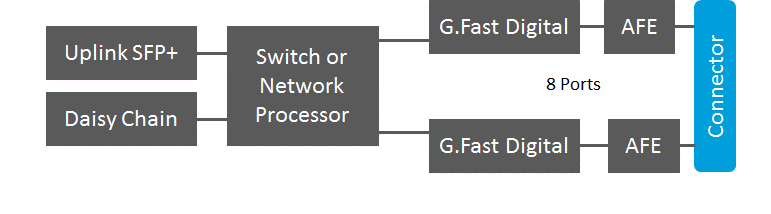 Uplink SFP+
Daisy Chain
Switch or
Network
Processor
G.Fast Digital
AFE
8 Ports
G.Fast Digital
AFE
Connector